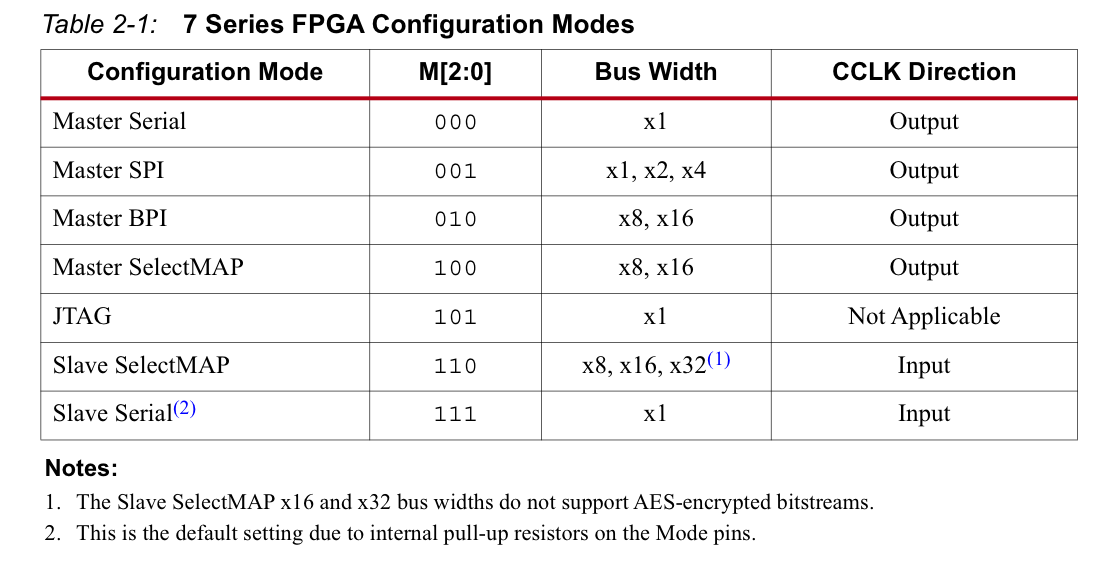 Table 2-1: 7 Series FPGA Configuration Modes
Configuration Mode M[2:0] Bus Width CCLK Direction
Master Serial 000 x1 Output
Master SPI 001 x1, x2, x4 Output
Master BPI 010 x8, x16 Output
Master SelectMAP 100 x8, x16 Output
JTAG 101 x1 Not Applicable
Slave SelectMAP 110 x8, x16, x32(1) Input
Slave Serial(2) 111 x1 Input
Notes:
1. The Slave SelectMAP x16 and x32 bus widths do not support AES-encrypted bitstreams.
2. This is the default setting due to internal pull-up resistors on the Mode pins.